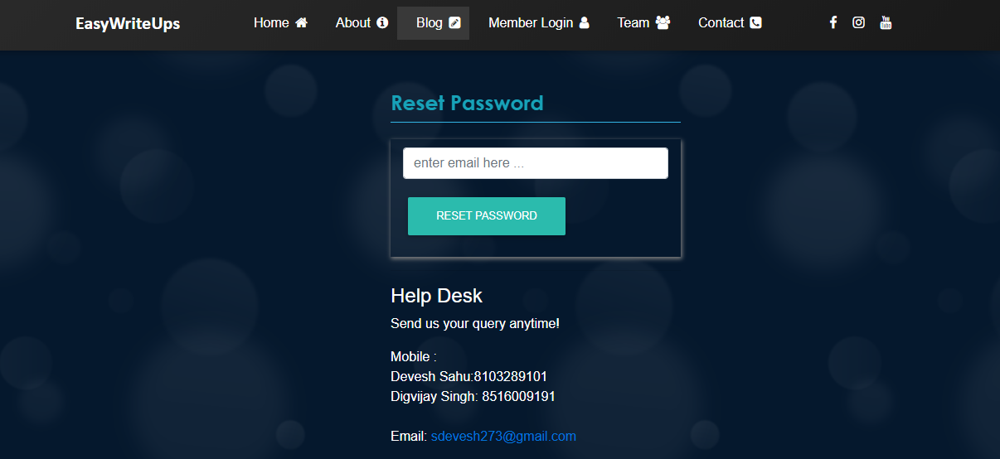 EasyWriteUps Home About Blog Member Login Team Contact
Reset Password
enter email here ...
RESET PASSWORD
Help Desk
Send us your query anytime!
Mobile :
Devesh Sahu:8103289101
Digvijay Singh: 8516009191
Email: sdevesh273@gmail.com